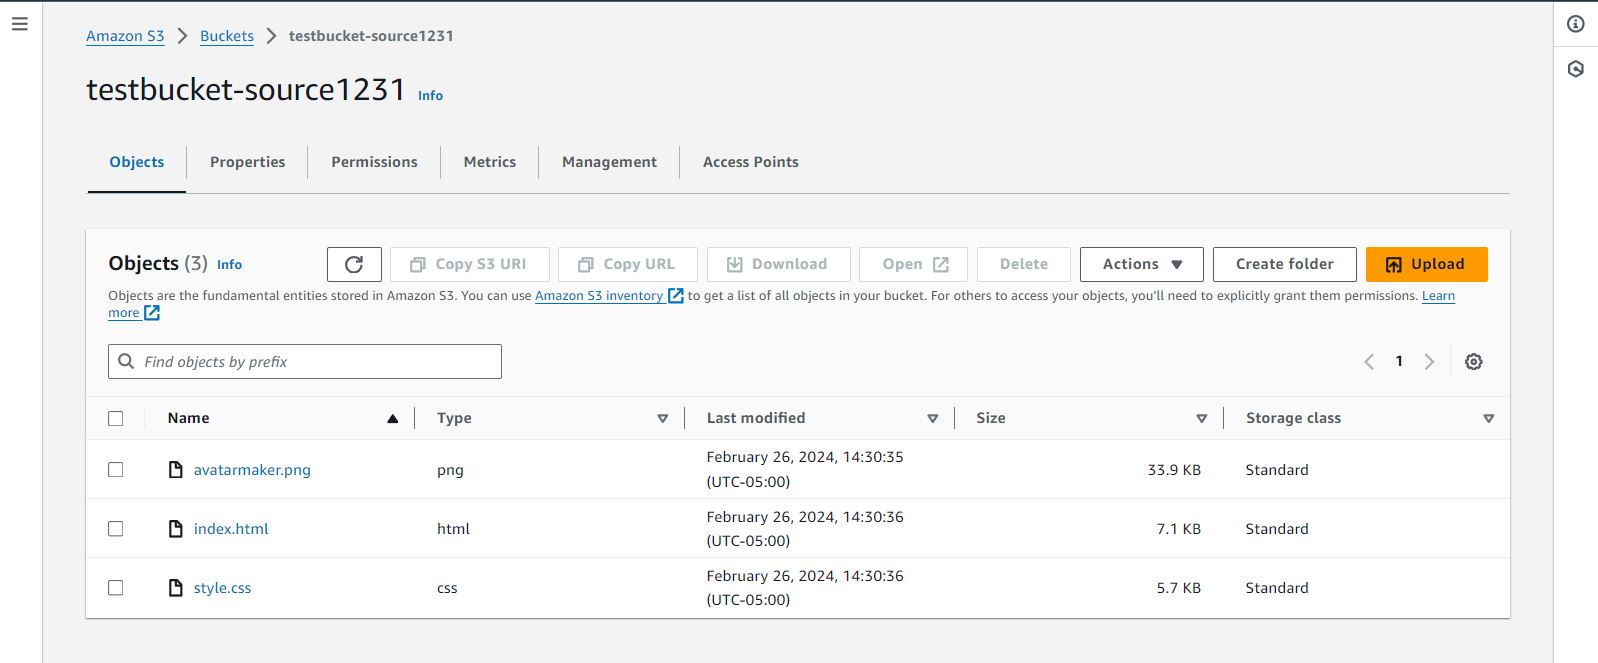 Amazon S3 > Buckets > testbucket-source1231
testbucket-source1231 Info
Objects Properties Permissions Metrics Management Access Points
Objects (3) Info Copy S3 URI Copy URL Download Open Delete Actions Create folder Upload
Objects are the fundamental entities stored in Amazon S3. You can use Amazon S3 inventory to get a list of all objects in your bucket. For others to access your objects, you'll need to explicitly grant them permissions. Learn
more
Find objects by prefix 1
Name Type Last modified Size Storage class
avatarmaker.png png February 26, 2024, 14:30:35 33.9 KB Standard
(UTC-05:00)
index.html html February 26, 2024, 14:30:36 7.1 KB Standard
(UTC-05:00)
style.css css February 26, 2024, 14:30:36 5.7 KB Standard
(UTC-05:00)